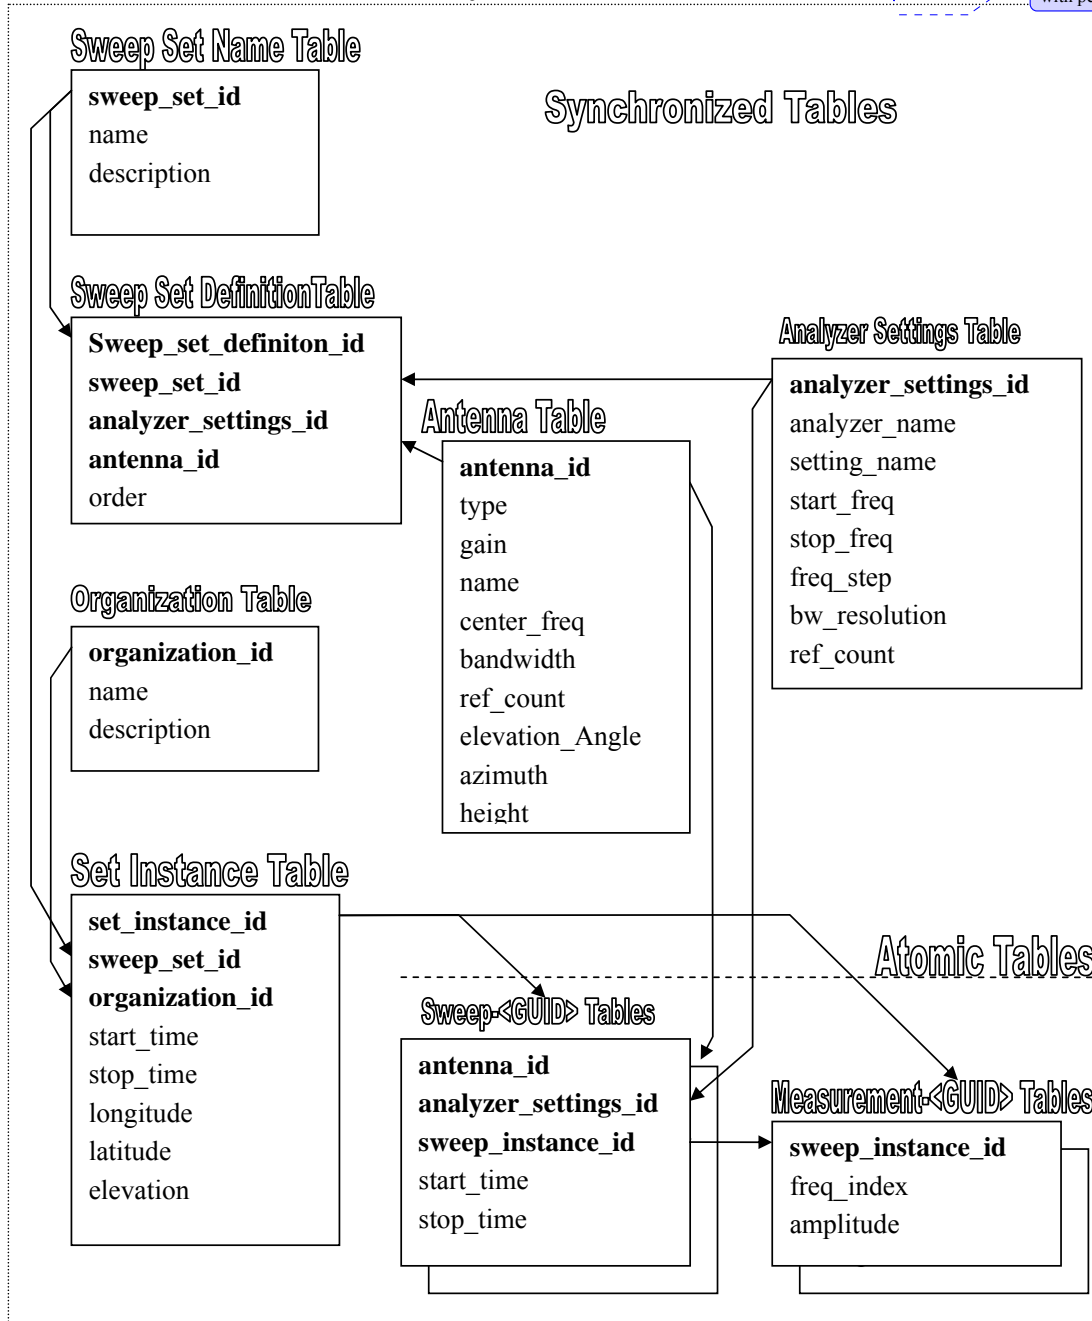 Sweep Set Name Table
sweep_set_id
name
description
Synchronized Tables
Sweep Set DefinitionTable
Sweep_set_definiton_id
sweep_set_id
analyzer_settings_id
antenna_id
order
Analyzer Settings Table
analyzer_settings_id
analyzer_name
setting_name
start_freq
stop_freq
freq_step
bw_resolution
ref_count
Antenna Table
antenna_id
type
gain
name
center_freq
bandwidth
ref_count
elevation_Angle
azimuth
height
Organization Table
organization_id
name
description
Set Instance Table
set_instance_id
sweep_set_id
organization_id
start_time
stop_time
longitude
latitude
elevation
Atomic Tables
Sweep-<GUID> Tables
antenna_id
analyzer_settings_id
sweep_instance_id
start_time
stop_time
Measurement-<GUID> Tables
sweep_instance_id
freq_index
amplitude